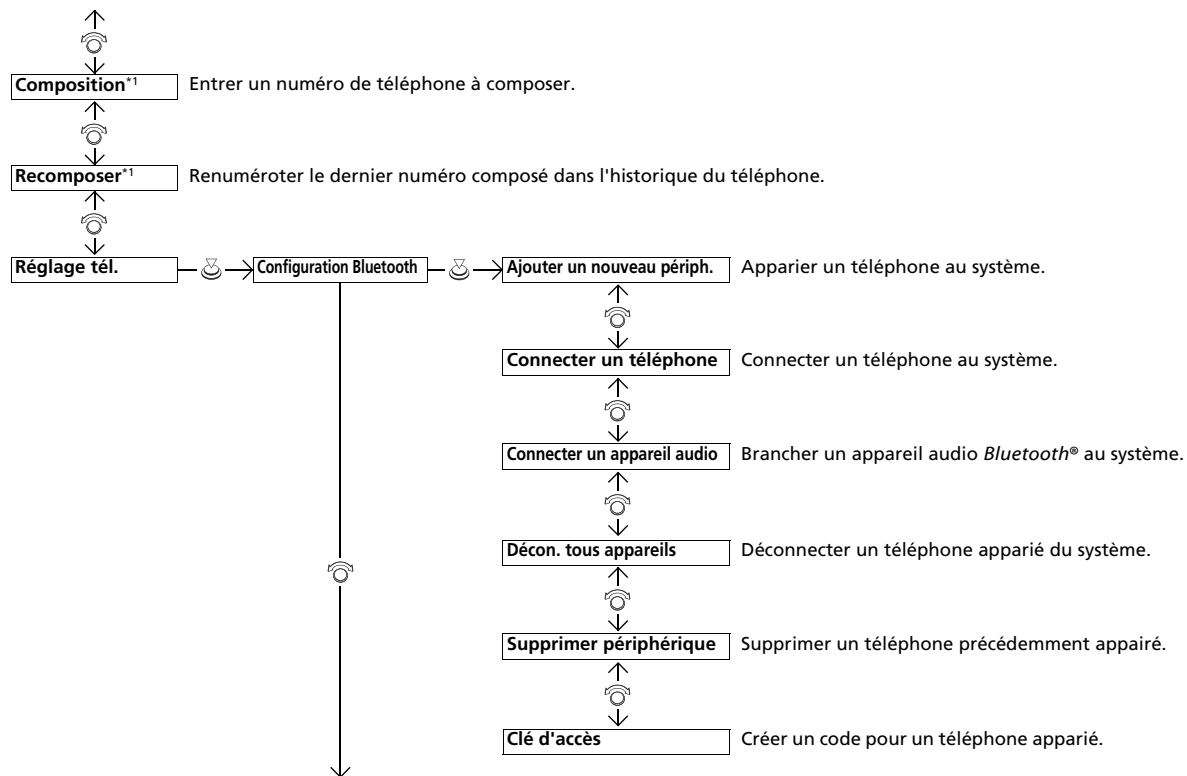 Composition*1 Entrer un numéro de téléphone à composer.
Recomposer*1 Renuméroter le dernier numéro composé dans l'historique du téléphone.
Réglage tél. Configuration Bluetooth Ajouter un nouveau périph. Apparier un téléphone au système.
Connecter un téléphone Connecter un téléphone au système.
Connecter un appareil audio Brancher un appareil audio Bluetooth® au système.
Décon. tous appareils Déconnecter un téléphone apparié du système.
Supprimer périphérique Supprimer un téléphone précédemment appairé.
Clé d'accès Créer un code pour un téléphone apparié.